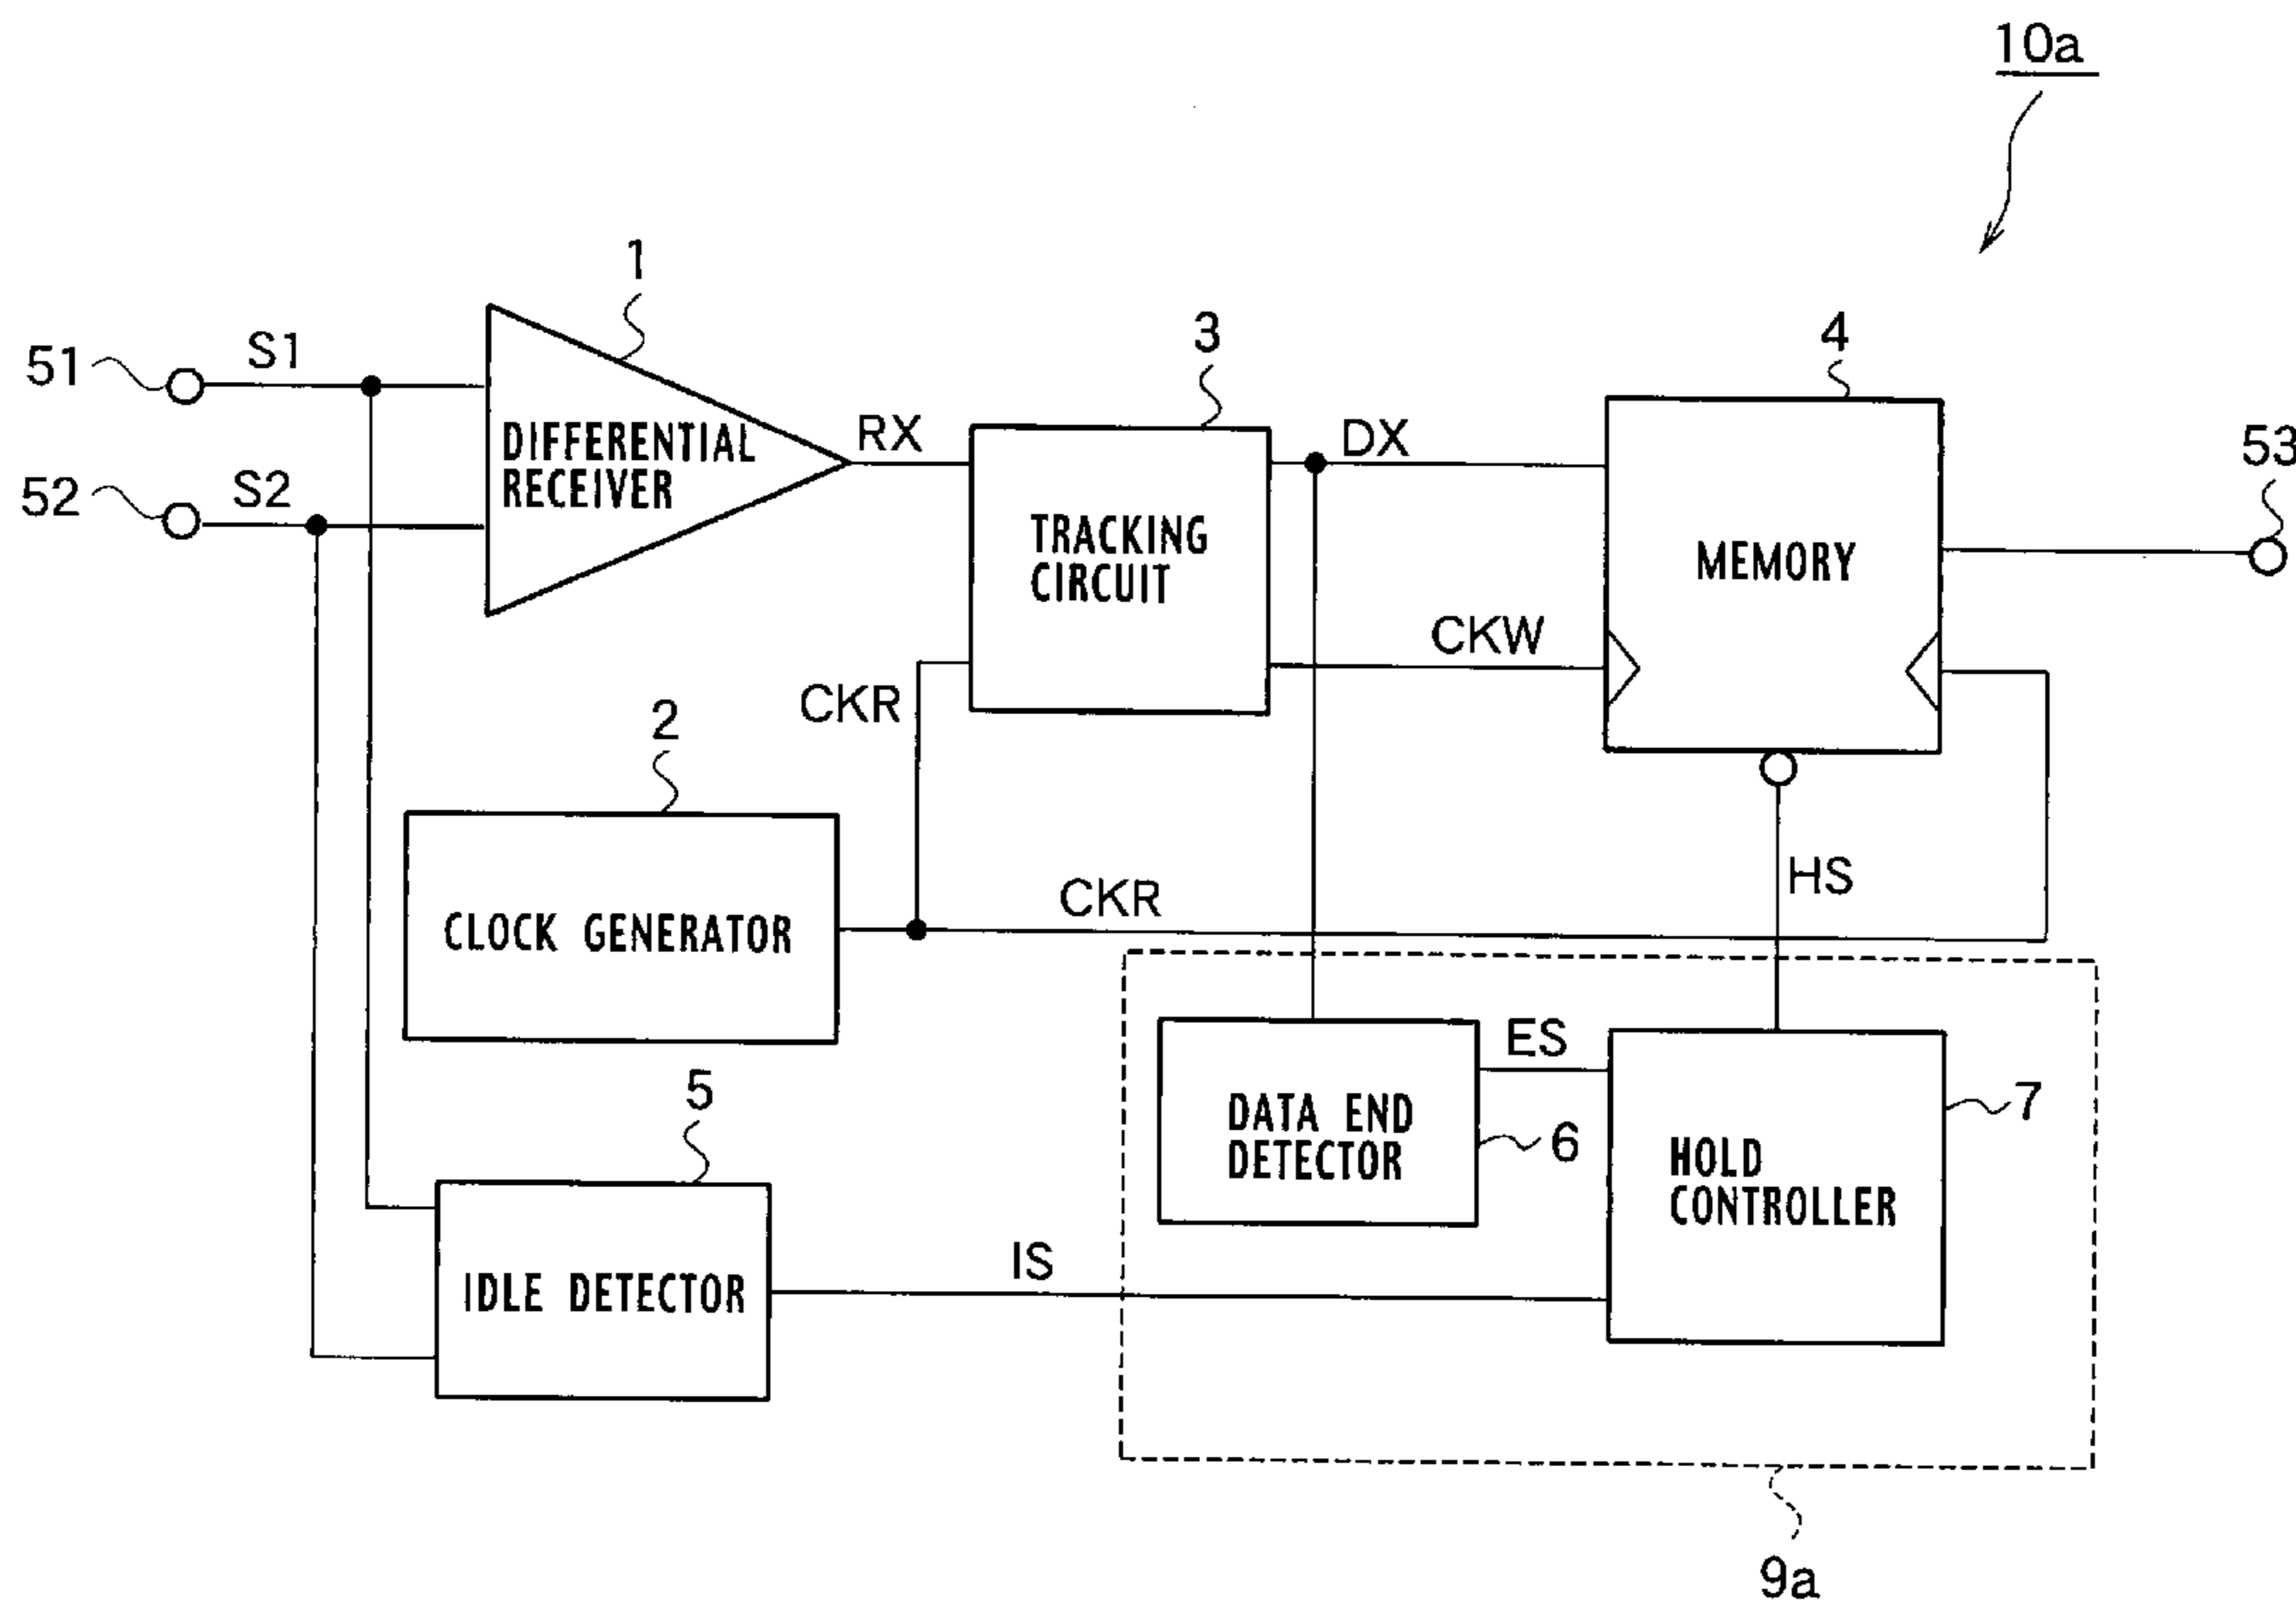 10a
1
51
S1
DIFFERENTIAL
RECEIVER
52
S2
RX
3
TRACKING
CIRCUIT
DX
CKW
4
MEMORY
53
CKR
2
CLOCK GENERATOR
CKR
HS
5
IDLE DETECTOR
IS
DATA END
DETECTOR
6
ES
HOLD
CONTROLLER
7
9a